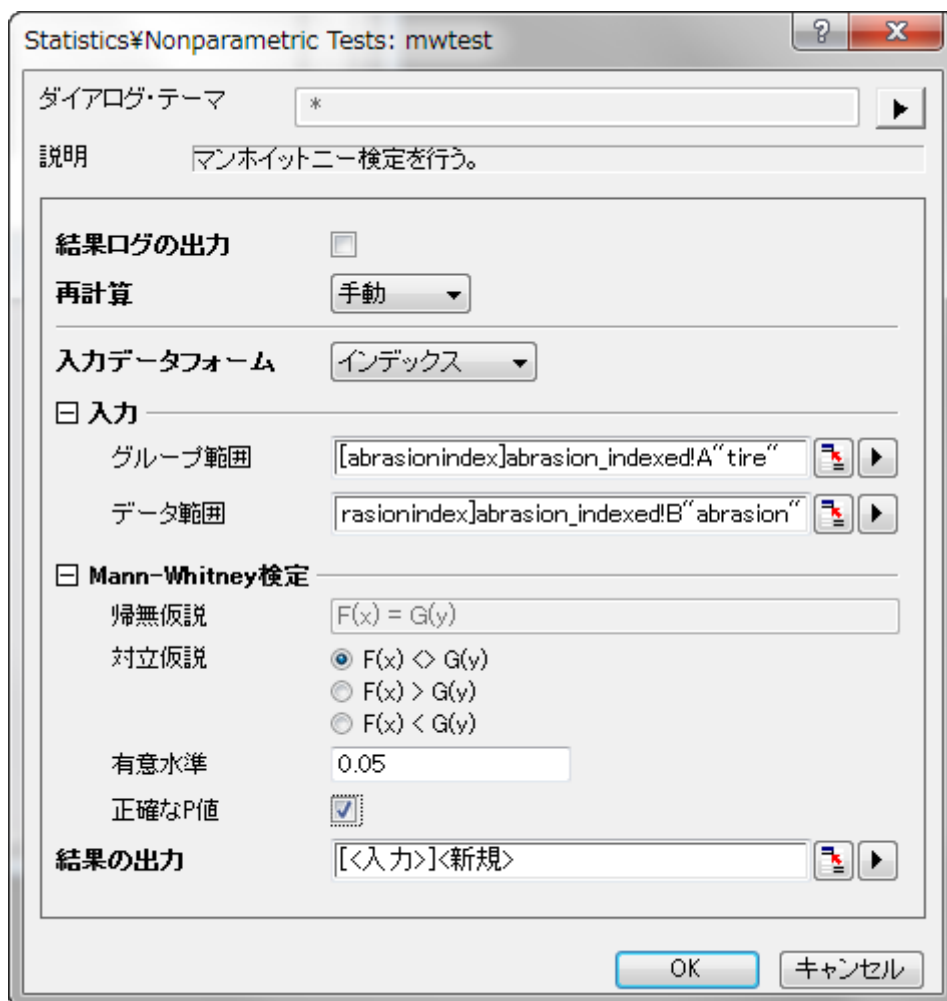 Statistics¥Nonparametric Tests: mwtest
ダイアログ・テーマ *
説明 マンホイットニー検定を行う。
結果ログの出力
再計算 手動
入力データフォーム インデックス
入力
グループ範囲 [abrasionindex]abrasion_indexed!A"tire"
データ範囲 rasionindex]abrasion_indexed!B"abrasion"
Mann-Whitney検定
帰無仮説 F(x) = G(y)
対立仮説 F(x) <> G(y)
F(x) > G(y)
F(x) < G(y)
有意水準 0.05
正確なP値
結果の出力 [<入力>]<新規>
OK キャンセル